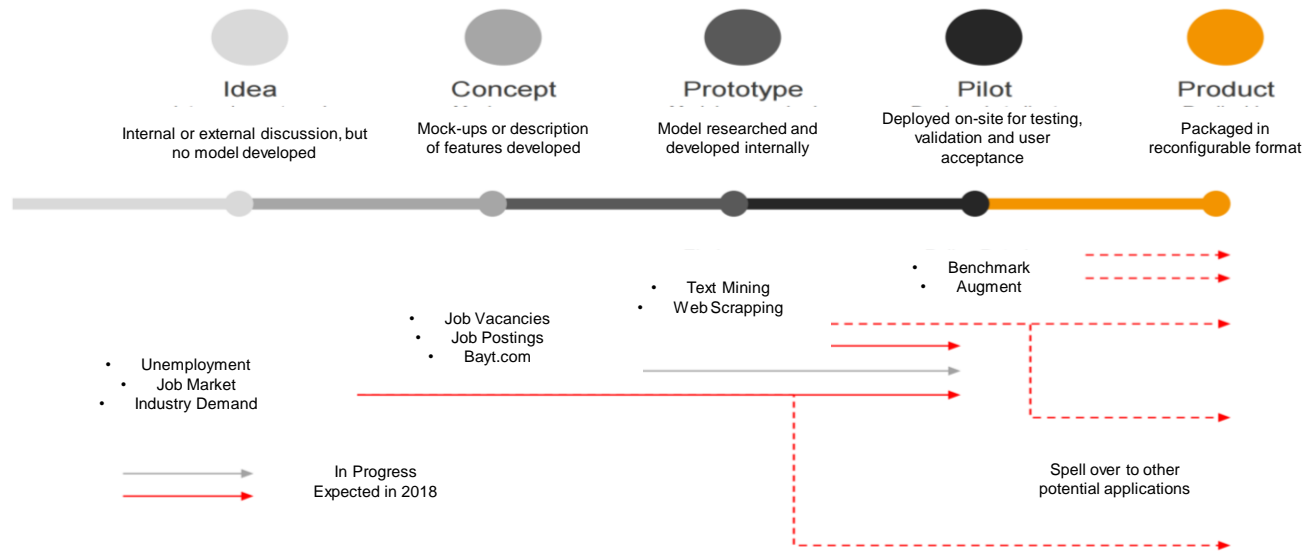 Idea
Concept
Prototype
Pilot
Product
Internal or external discussion, but
no model developed
Mock-ups or description
of features developed
Model researched and
developed internally
Deployed on-site for testing,
validation and user
acceptance
Packaged in
reconfigurable format
• Benchmark
• Augment
• Text Mining
• Web Scrapping
• Job Vacancies
• Job Postings
• Bayt.com
• Unemployment
• Job Market
• Industry Demand
In Progress
Expected in 2018
Spell over to other
potential applications